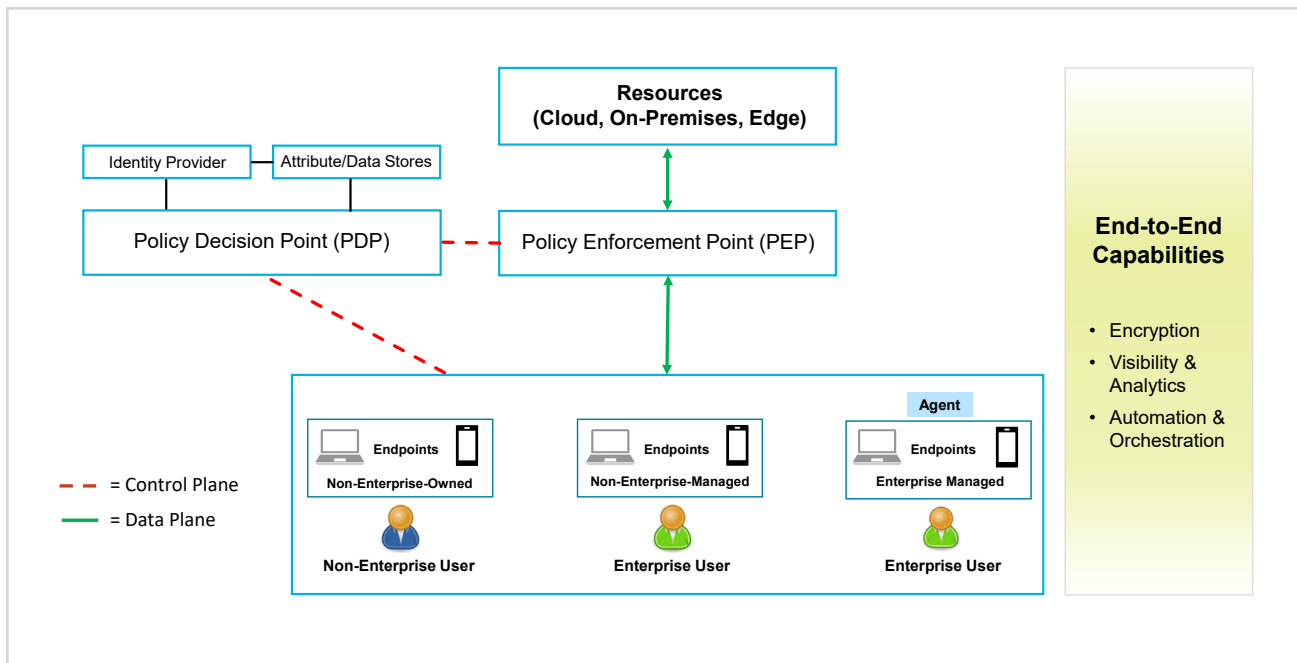 Resources
(Cloud, On-Premises, Edge)
Identity Provider
Attribute/Data Stores
Policy Decision Point (PDP)
Policy Enforcement Point (PEP)
End-to-End
Capabilities
• Encryption
• Visibility &
Analytics
• Automation &
Orchestration
Agent
Endpoints
Non-Enterprise-Owned
Non-Enterprise User
Endpoints
Non-Enterprise-Managed
Enterprise User
Endpoints
Enterprise Managed
Enterprise User
= Control Plane
= Data Plane